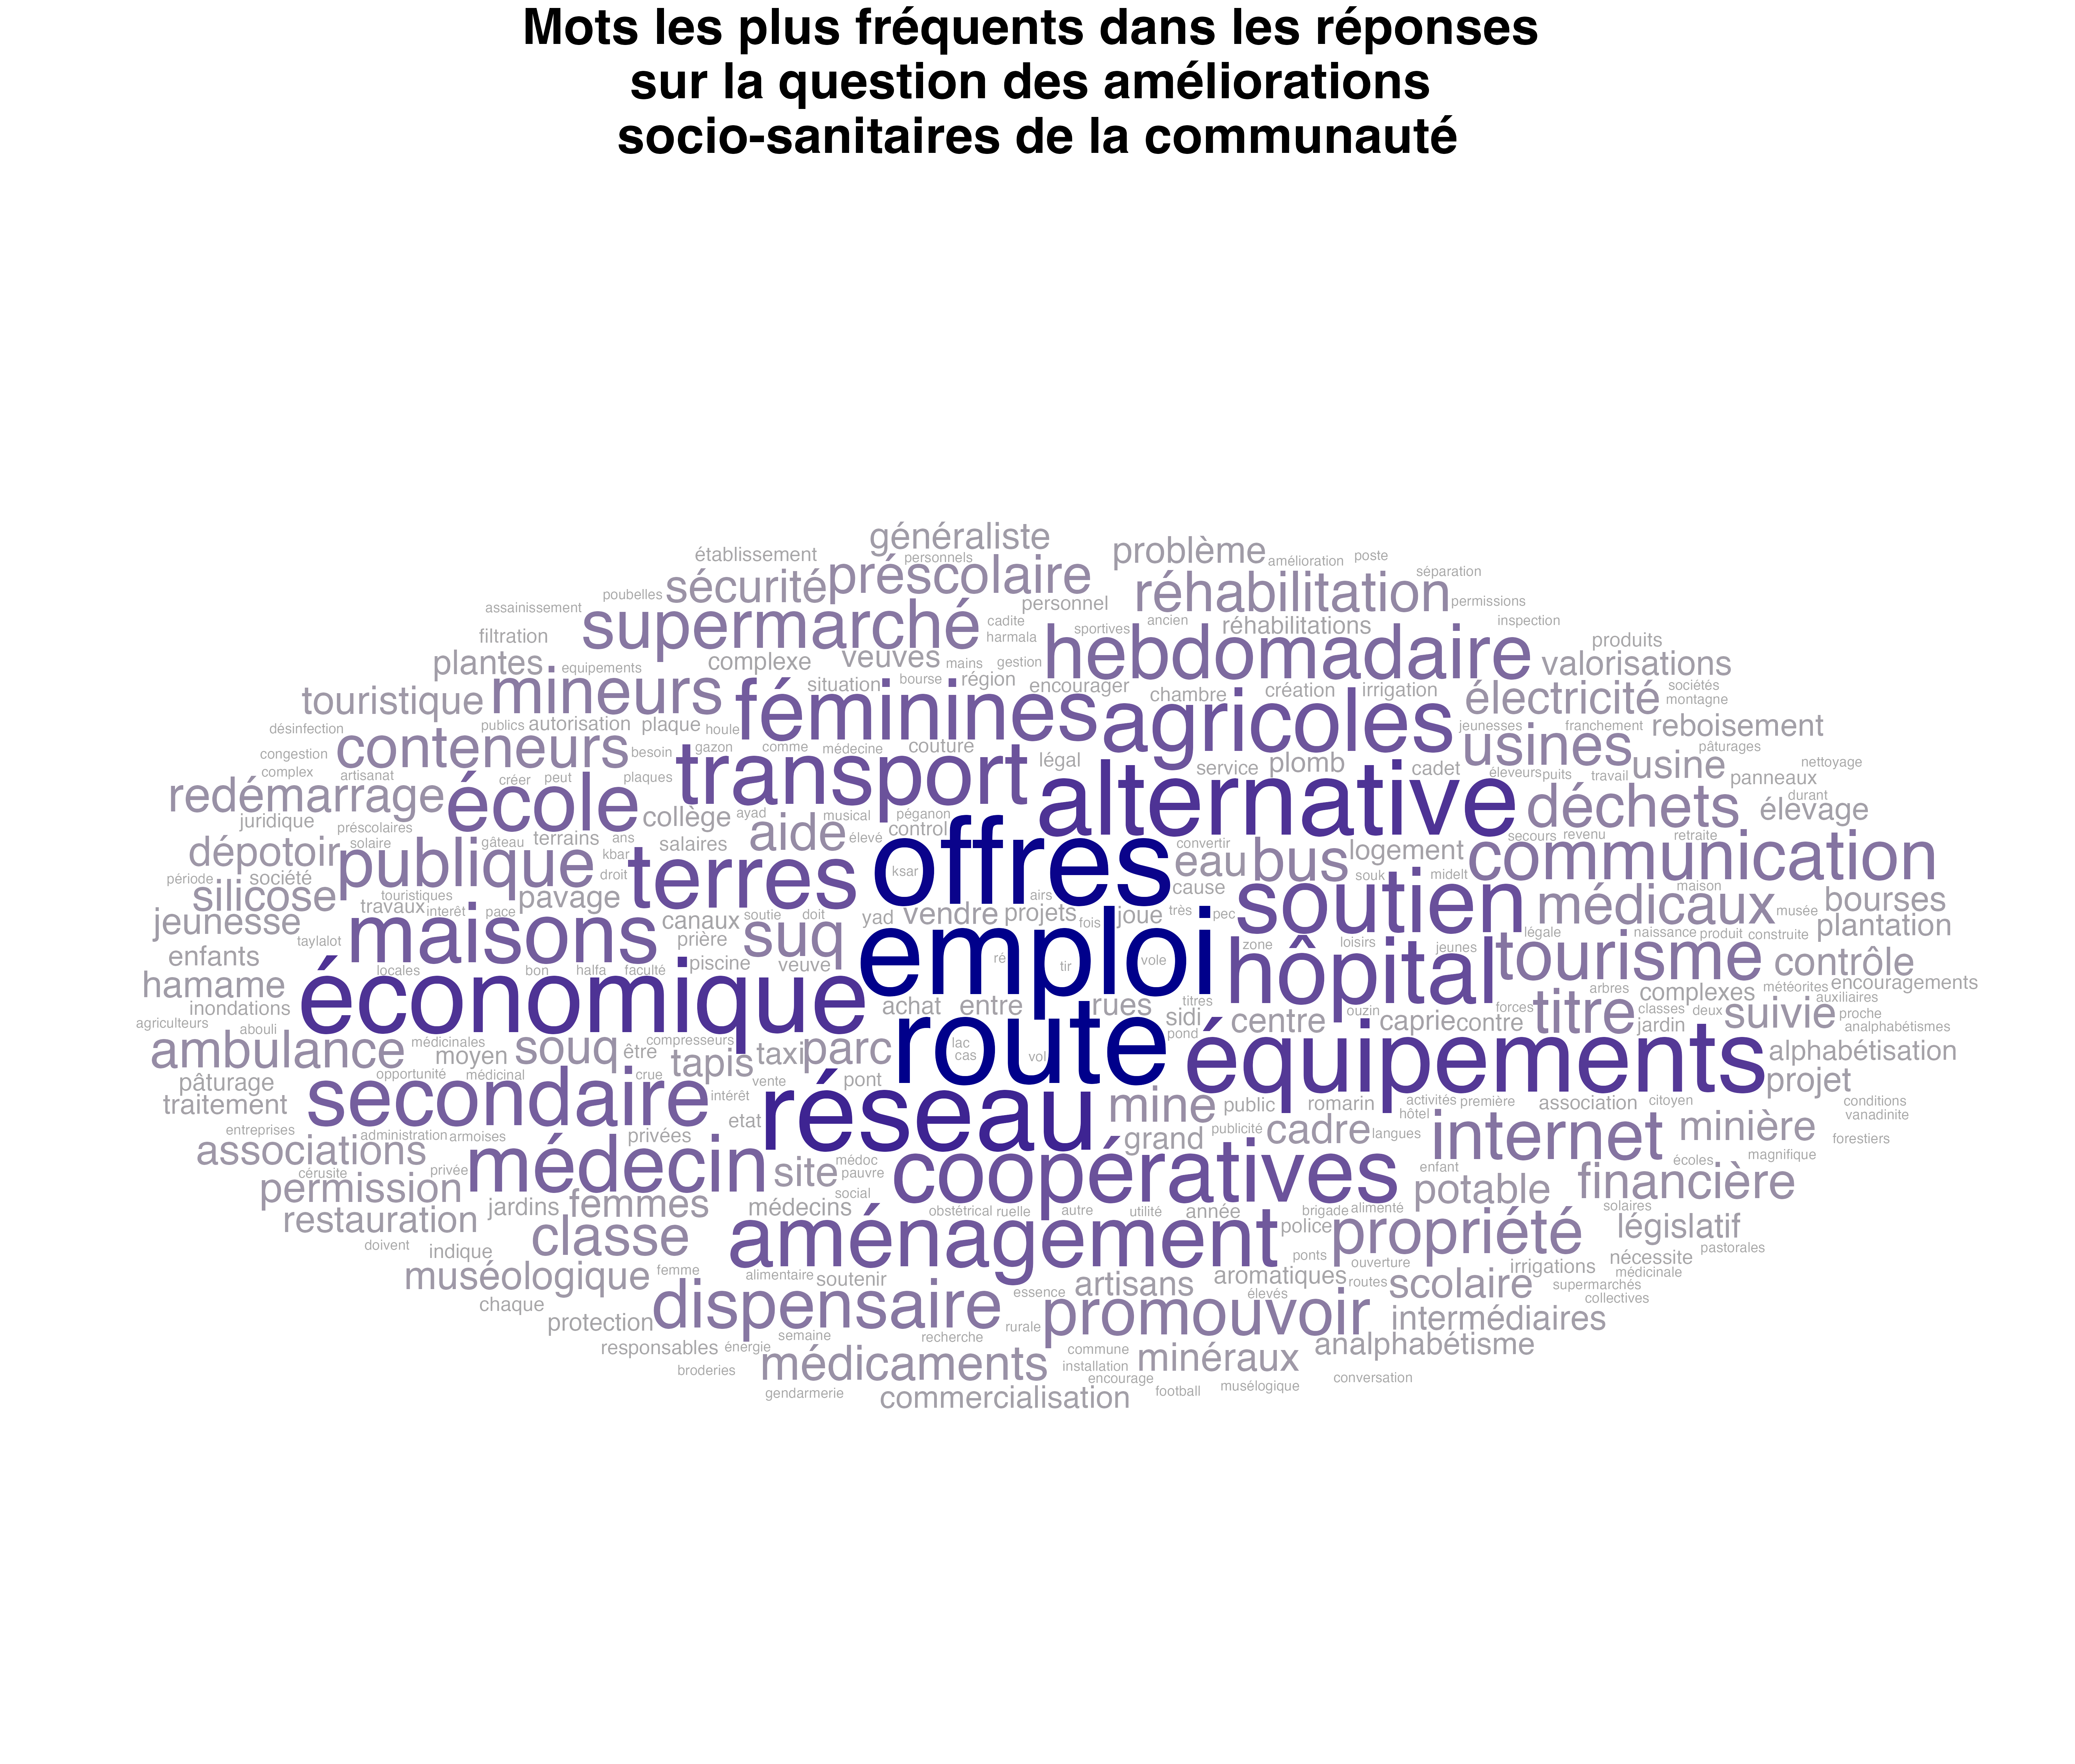 Mots les plus fréquents dans les réponses
sur la question des améliorations
socio-sanitaires de la communauté
généraliste
établissement personnels problème amélioration poste
sécurité préscolaire réhabilitation séparation
poubelles personnel permissions
assainissement supermarché cadite sportives ancien réhabilitations inspection
filtration harmala hebdomadaire produits
plantes equipements complexe veuves mains gestion valorisations
mineurs situation bourse région encourager chambre création irrigation électricité sociétés
touristique féminines agricoles montagne
désinfection publics autorisation plaque houle jeunesses franchement reboisement
congestion conteneurs besoin gazon comme médecine couture légal usines pâturages
complex artisanat créer peut plaques transport service plomb cadet éleveurs puits travail usine panneaux nettoyage
redémarrage école collège ayad musical péganon alternative déchets durant
juridique préscolaires terrains ans aide élevé control élevage
dépotoir solaire gâteau kbar salaires offres convertir secours revenu retraite
période société publique droit terres ksar eau bus logement communication
silicose touristiques pavage airs cause souk midelt maison
travaux interêt pace canaux soutie doit yad vendre projets fois joue très pec soutien médicaux musée bourses
jeunesse taylalot maisons prière suq légale naissance produit construite plantation
enfants piscine veuve emploi zone loisirs jeunes
hamame locales bon halfa faculté ré tir vole hôpital tourisme contrôle
inondations économique achat entre rues titres sidi ouzin forces arbres complexes météorites encouragements
agriculteurs abouli centre caprie contre titre classes deux suivie auxiliaires proche
médicinales compresseurs route pond jardin analphabétismes
ambulance moyen souq être tapis taxi parc lac cas vol équipements alphabétisation
pâturage opportunité médicinal crue vente pont projet
traitement secondaire intérêt réseau mine public romarin activités première association citoyen conditions
entreprises administration armoises privées etat grand publicité cadre langues hôtel internet minière vanadinite
associations forestiers
cérusite privée médecin site médoc pauvre coopératives enfant écoles magnifique
permission social potable financière
restauration jardins femmes médecins obstétrical ruelle autre utilité année brigade alimenté solaires
doivent indique classe aménagement police propriété législatif
ponts ouverture nécessite pastorales
muséologique femme alimentaire soutenir artisans aromatiques routes scolaire irrigations médicinale
chaque dispensaire essence élevés supermarchés collectives
protection semaine recherche rurale promouvoir intermédiaires
responsables énergie commune analphabétisme
broderies médicaments installation minéraux
gendarmerie encourage musélogique conversation
commercialisation football